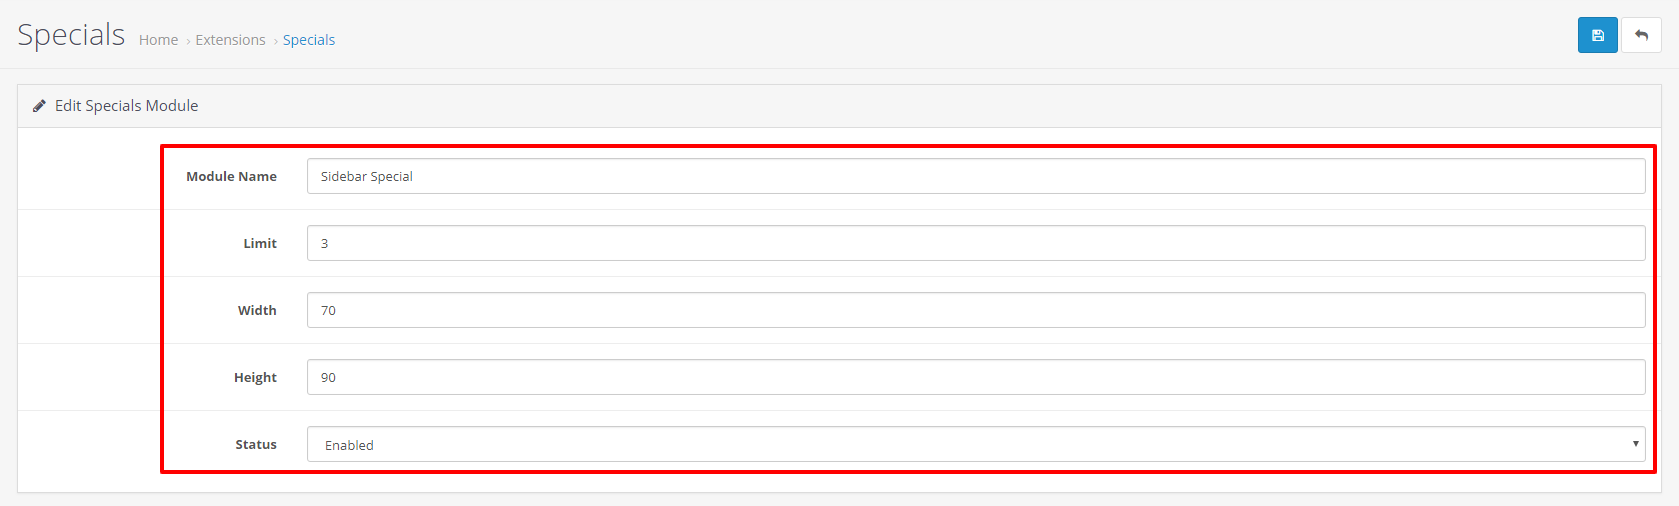 Specials Home › Extensions › Specials
Edit Specials Module
Module Name Sidebar Special
Limit 3
Width 70
Height 90
Status Enabled